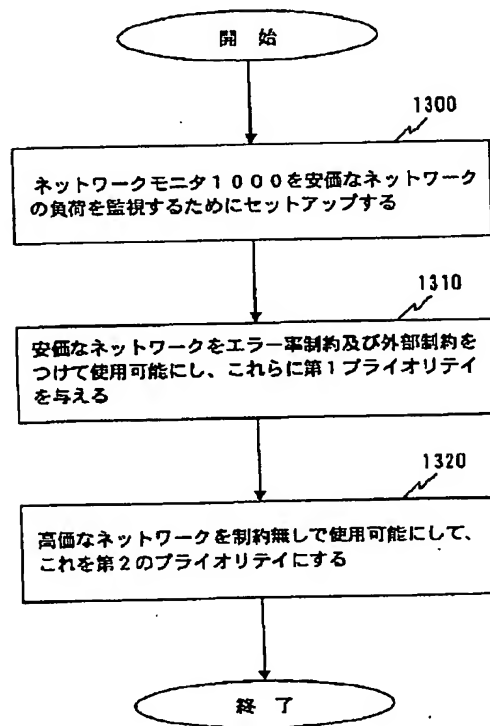 開 始
1300
ネットワークモニタ1000を安価なネットワーク
の負荷を監視するためにセットアップする
1310
安価なネットワークをエラー率制約及び外部制約を
つけて使用可能にし、これらに第1プライオリテイ
を与える
1320
高価なネットワークを制約無しで使用可能にして、
これを第2のプライオリテイにする
終 了